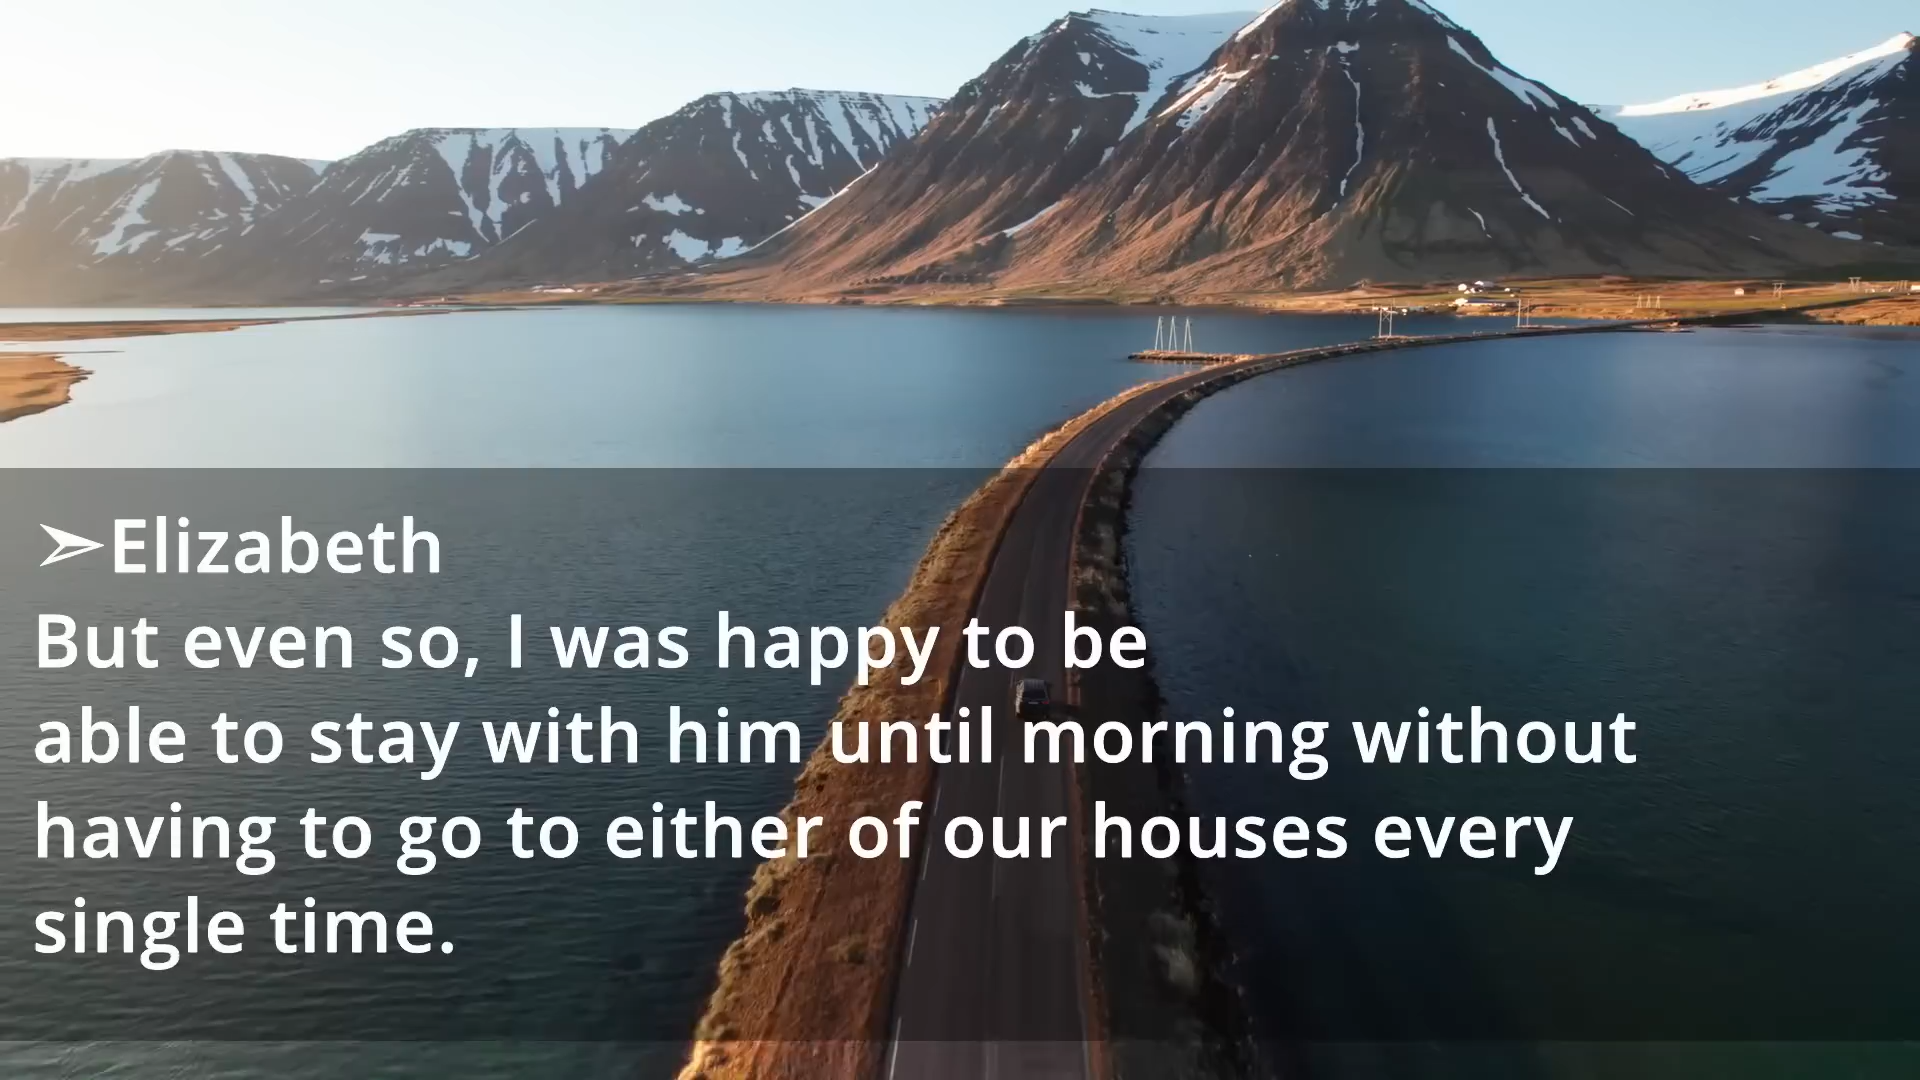 ➢Elizabeth
But even so, I was happy to be
able to stay with him until morning without
having to go to either of our houses every
single time.